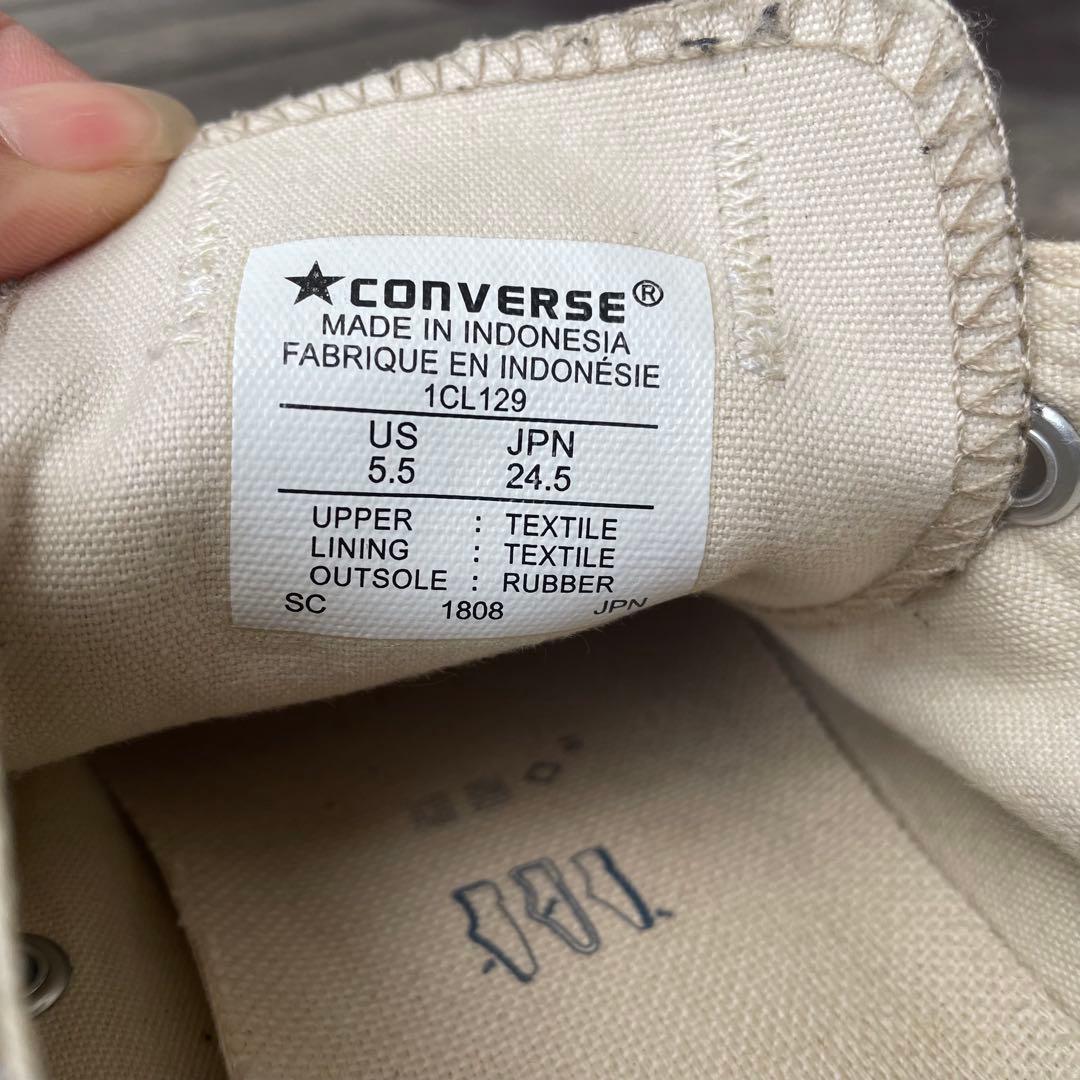 ★CONVERSE®
MADE IN INDONESIA
FABRIQUE EN INDONÉSIE
1CL129
US JPN
5.5 24.5
UPPER : TEXTILE
LINING : TEXTILE
OUTSOLE : RUBBER
SC 1808 JPN